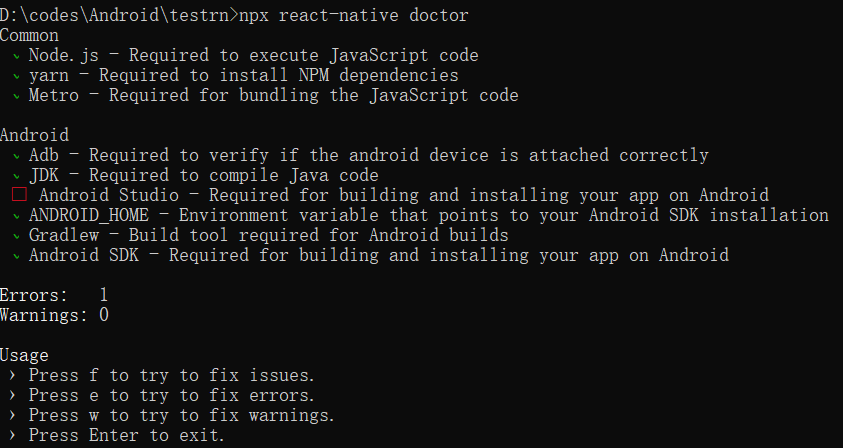 D:\codes\Android\testrn>npx react-native doctor
Common
✓ Node.js - Required to execute JavaScript code
✓ yarn - Required to install NPM dependencies
✓ Metro - Required for bundling the JavaScript code
Android
✓ Adb - Required to verify if the android device is attached correctly
✓ JDK - Required to compile Java code
□ Android Studio - Required for building and installing your app on Android
✓ ANDROID_HOME - Environment variable that points to your Android SDK installation
✓ Gradlew - Build tool required for Android builds
✓ Android SDK - Required for building and installing your app on Android
Errors: 1
Warnings: 0
Usage
› Press f to try to fix issues.
› Press e to try to fix errors.
› Press w to try to fix warnings.
› Press Enter to exit.